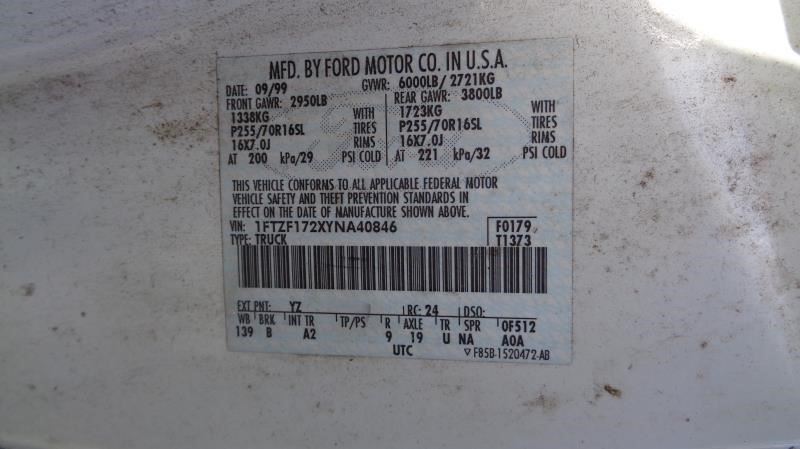 MFD. BY FORD MOTOR CO. IN U.S.A.
DATE: 09/99 GVWR: 6000LB/ 2721KG
FRONT GAWR: 2950LB REAR GAWR: 3800LB
1338KG WITH 1723KG WITH
P255/70R16SL TIRES P255/70R16SL TIRES
16X7.0J RIMS 16X7.0J RIMS
AT 200 kPa/29 PSI COLD AT 221 kPa/32 PSI COLD
THIS VEHICLE CONFORMS TO ALL APPLICABLE FEDERAL MOTOR
VEHICLE SAFETY AND THEFT PREVENTION STANDARDS IN
EFFECT ON THE DATE OF MANUFACTURE SHOWN ABOVE.
VIN: 1FTZF172XYNA40846 F0179
TYPE: TRUCK T1373
EXT PNT: YZ RC: 24 DSO:
WB BRK INT TR TP/PS R AXLE TR SPR 0F512
139 B A2 9 19 U NA A0A
UTC ▽ F85B-1520472-AB